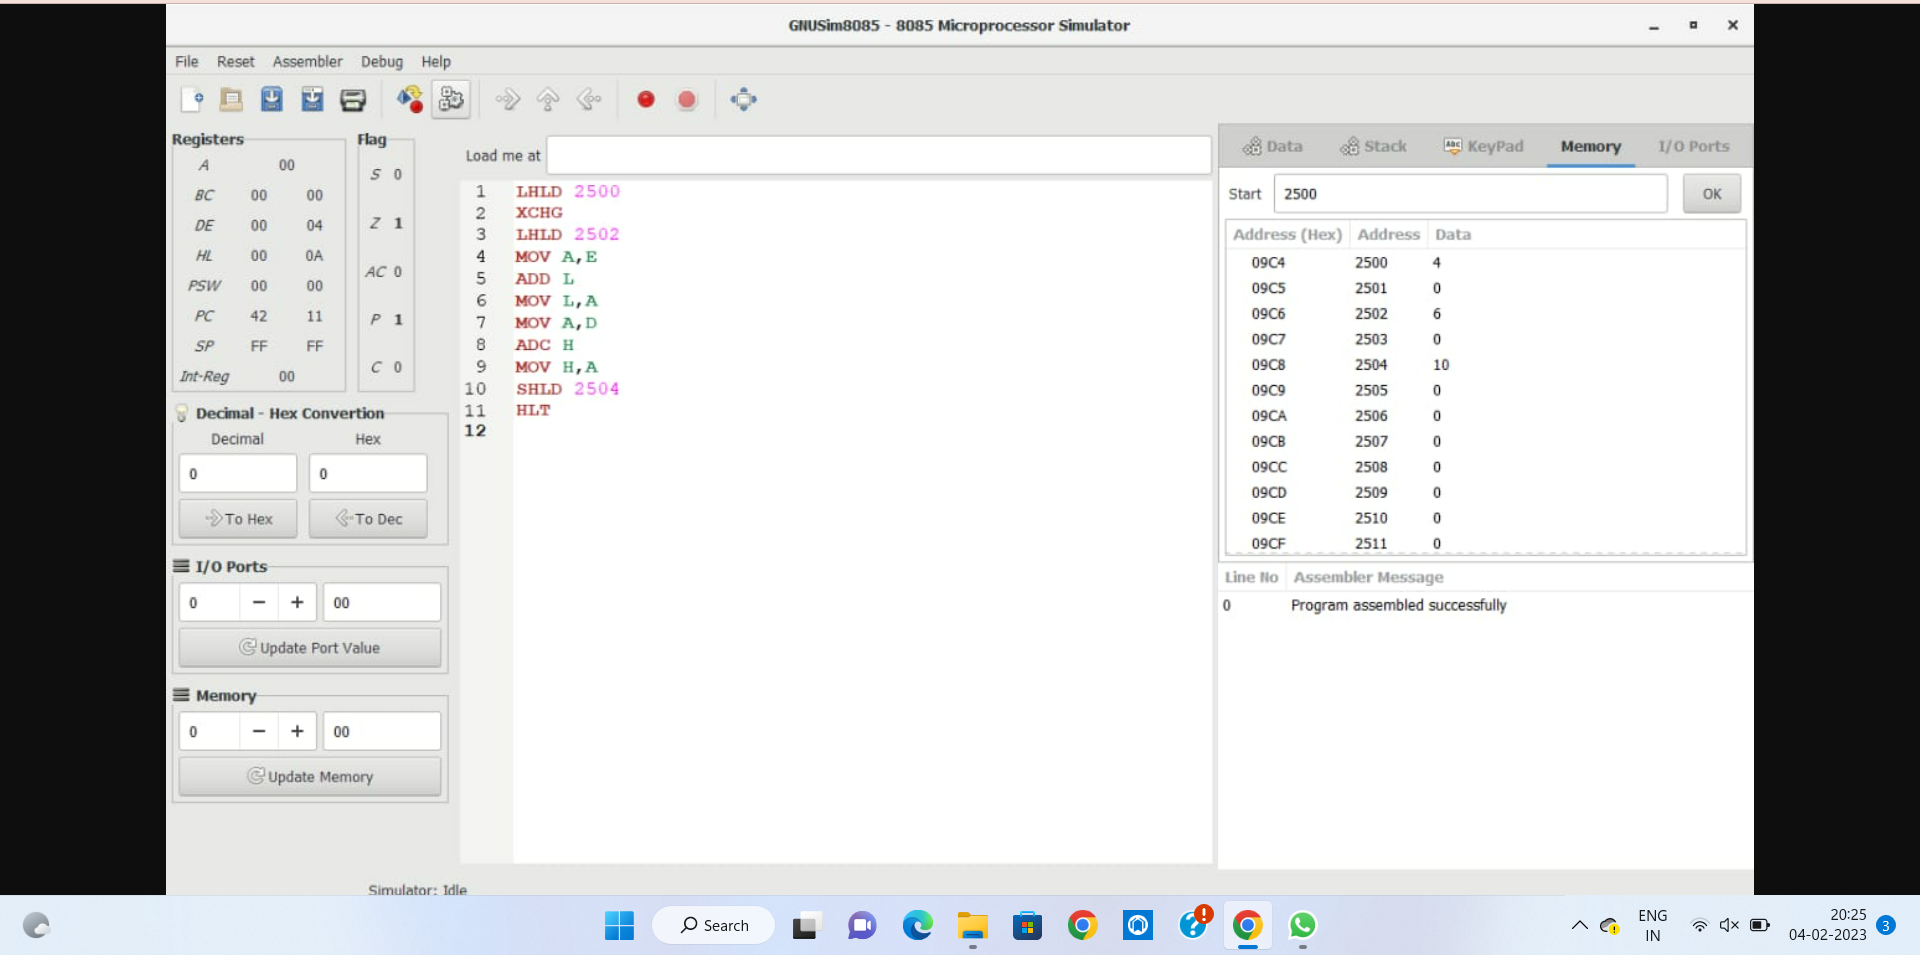 GNUSim8085 - 8085 Microprocessor Simulator
File Reset Assembler Debug Help
Registers
A 00
BC 00 00
DE 00 04
HL 00 0A
PSW 00 00
PC 42 11
SP FF FF
Int-Reg 00
Flag
S 0
Z 1
AC 0
P 1
C 0
Decimal - Hex Convertion
Decimal Hex
0 0
To Hex To Dec
I/O Ports
0 − + 00
Update Port Value
Memory
0 − + 00
Update Memory
Load me at
1 LHLD 2500
2 XCHG
3 LHLD 2502
4 MOV A,E
5 ADD L
6 MOV L,A
7 MOV A,D
8 ADC H
9 MOV H,A
10 SHLD 2504
11 HLT
12
Data Stack Abc KeyPad Memory I/O Ports
Start 2500 OK
Address (Hex) Address Data
09C4 2500 4
09C5 2501 0
09C6 2502 6
09C7 2503 0
09C8 2504 10
09C9 2505 0
09CA 2506 0
09CB 2507 0
09CC 2508 0
09CD 2509 0
09CE 2510 0
09CF 2511 0
Line No Assembler Message
0 Program assembled successfully
Simulator: Idle
Search
ENG
IN
20:25
04-02-2023
3